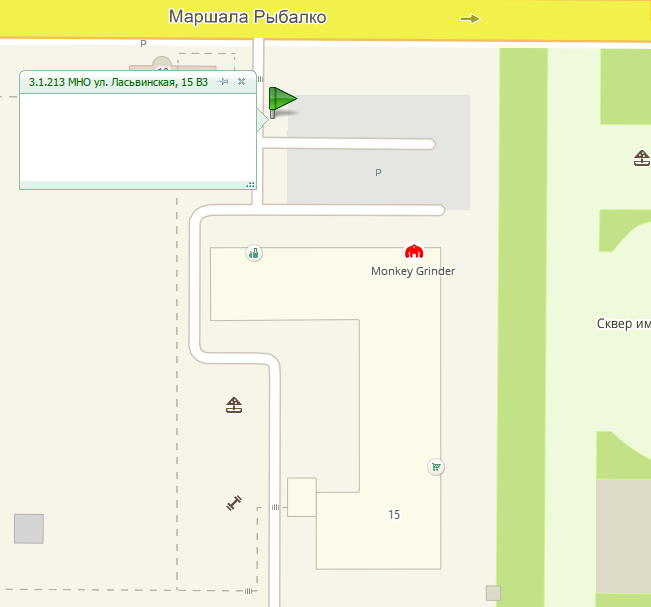 Маршала Рыбалко
P
3.1.213 МНО ул. Ласьвинская, 15 В3
P
Monkey Grinder
Сквер им
15